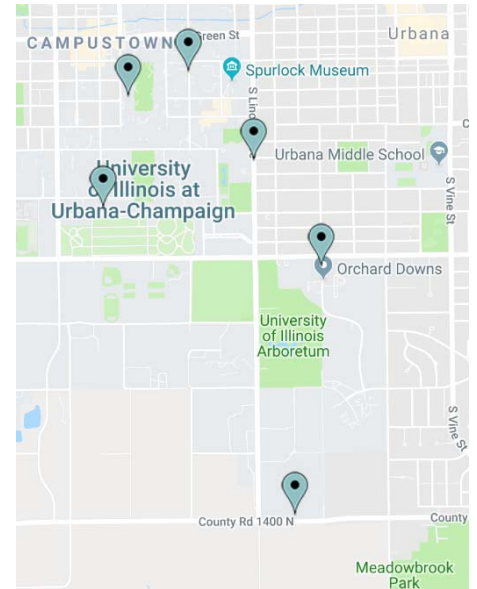 CAMPUSTOWN
Green St
Urbana
Spurlock Museum
S Lin
Urbana Middle School
University
of Illinois at
Urbana-Champaign
S Vine St
Orchard Downs
University
of Illinois
Arboretum
S Vine St
County Rd 1400 N
County
Meadowbrook
Park